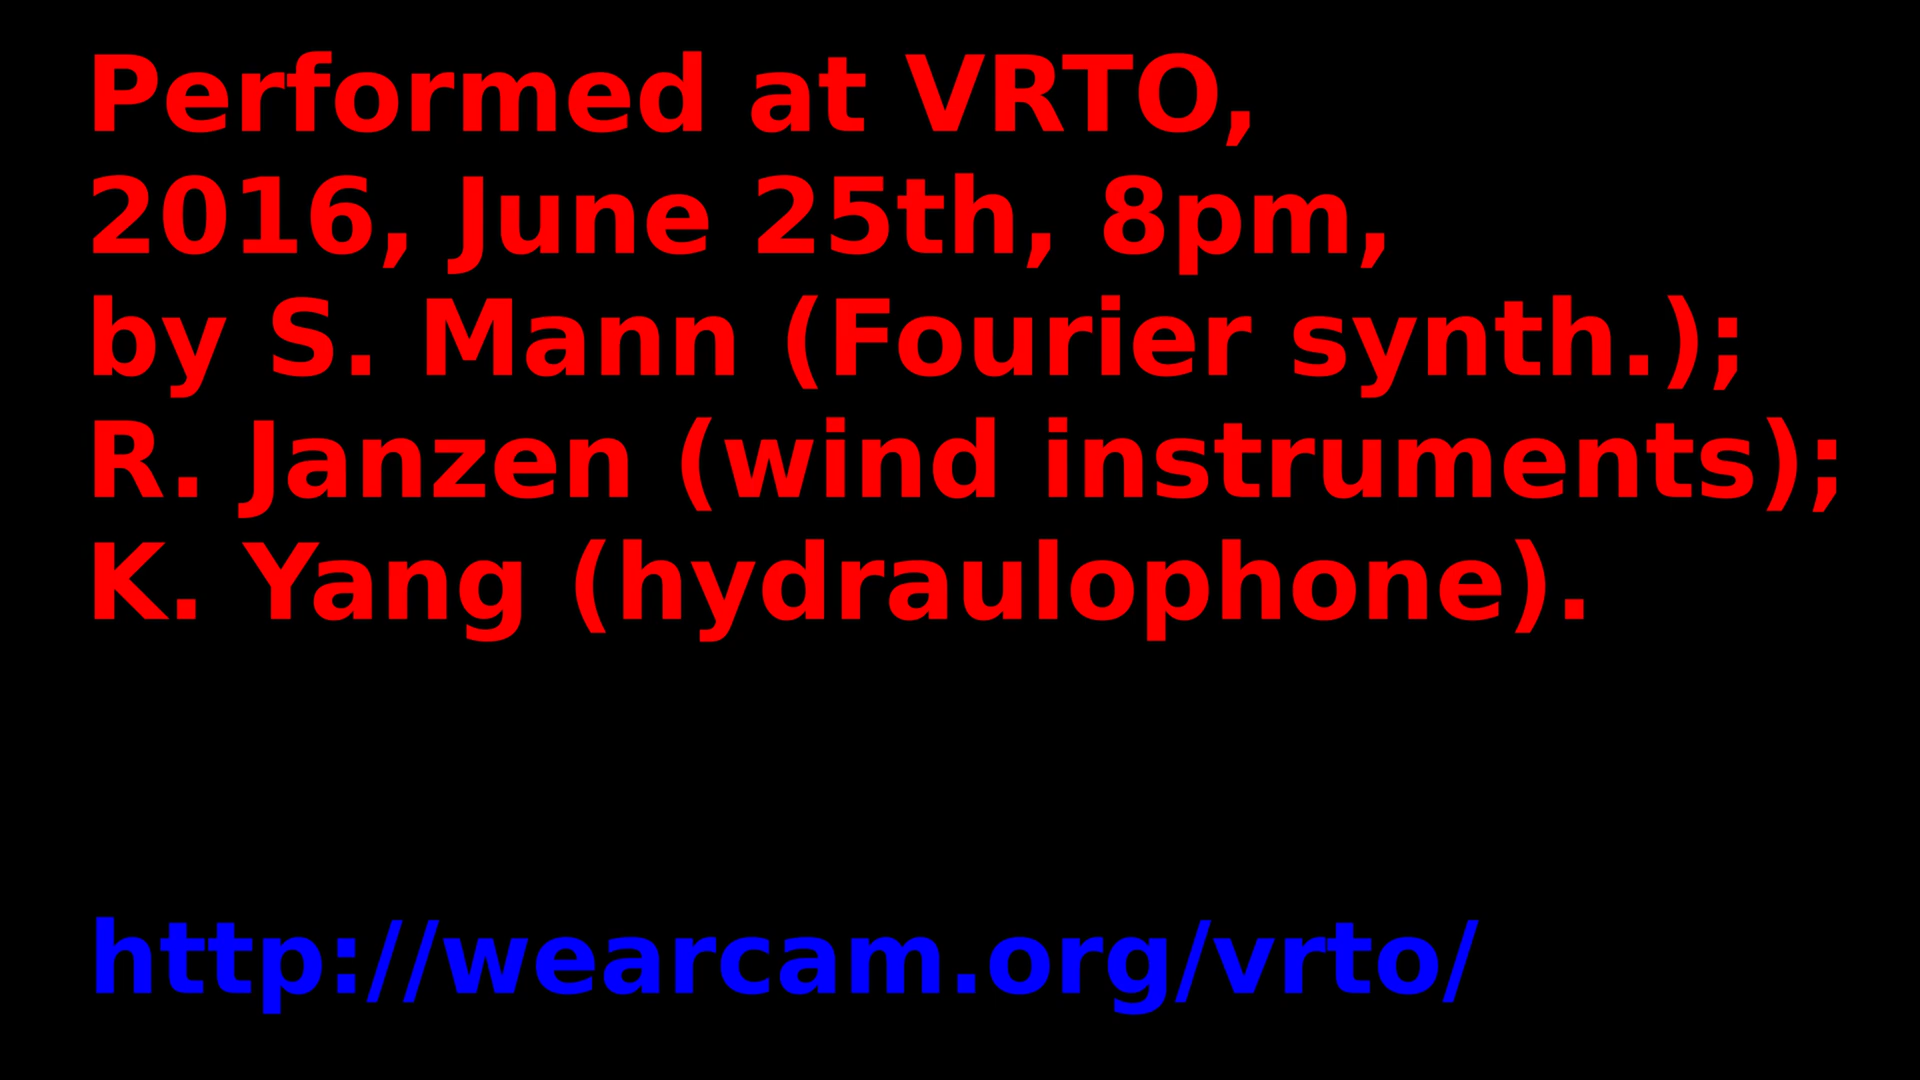 Performed at VRTO,
2016, June 25th, 8pm,
by S. Mann (Fourier synth.);
R. Janzen (wind instruments);
K. Yang (hydraulophone).
http://wearcam.org/vrto/